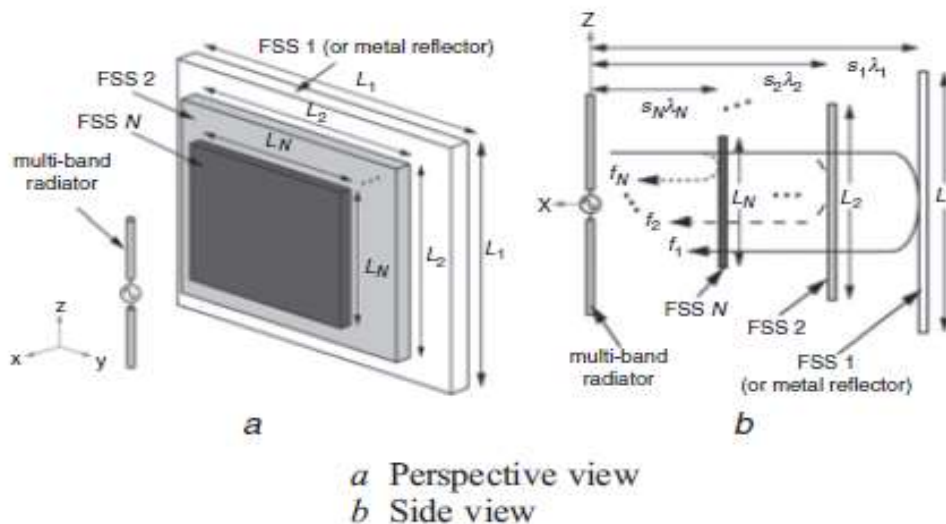 FSS 1 (or metal reflector)
FSS 2
FSS N
multi-band
radiator
L1
L2
LN
LN
L2
L1
z
x
y
a
Z
s1λ1
s2λ2
sNλN
X
fN
f2
f1
LN
L2
L
FSS N
FSS 2
multi-band
radiator
FSS 1
(or metal reflector)
b
a Perspective view
b Side view